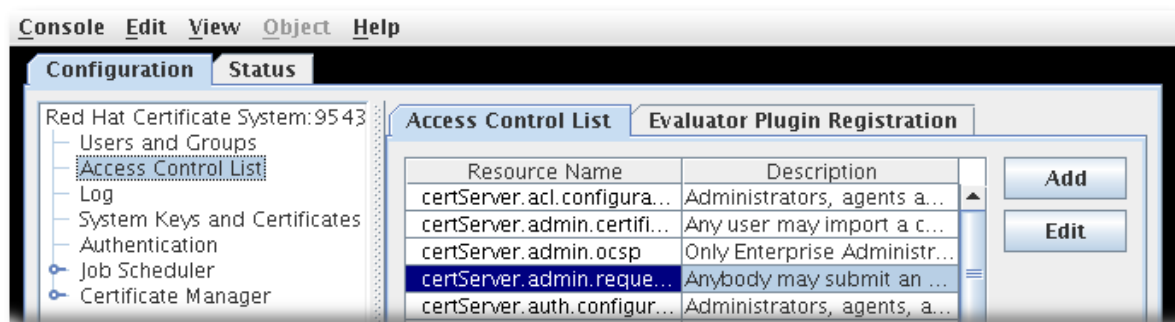 Console Edit View Object Help
Configuration Status
Red Hat Certificate System:9543
Users and Groups
Access Control List
Log
System Keys and Certificates
Authentication
Job Scheduler
Certificate Manager
Access Control List Evaluator Plugin Registration
Resource Name Description
certServer.acl.configura... Administrators, agents a...
certServer.admin.certifi... Any user may import a c...
certServer.admin.ocsp Only Enterprise Administr...
certServer.admin.reque... Anybody may submit an ...
certServer.auth.configur... Administrators, agents, a...
Add
Edit